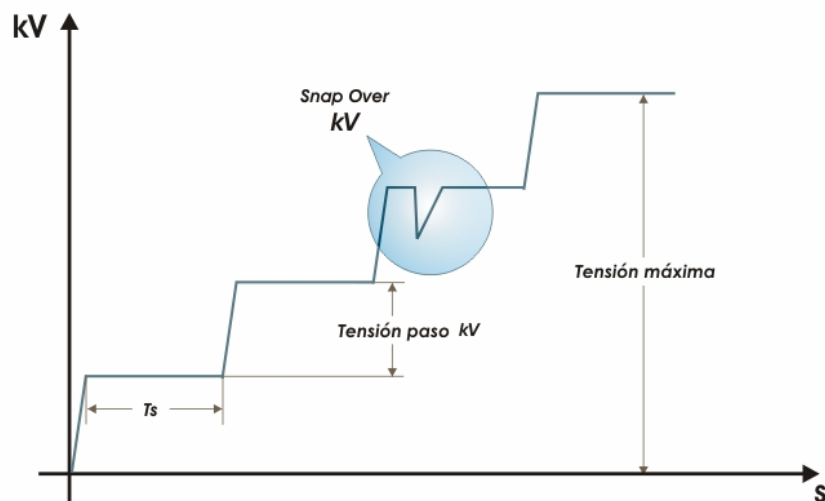 kV
Snap Over
kV
Tensión máxima
Tensión paso kV
Ts
s